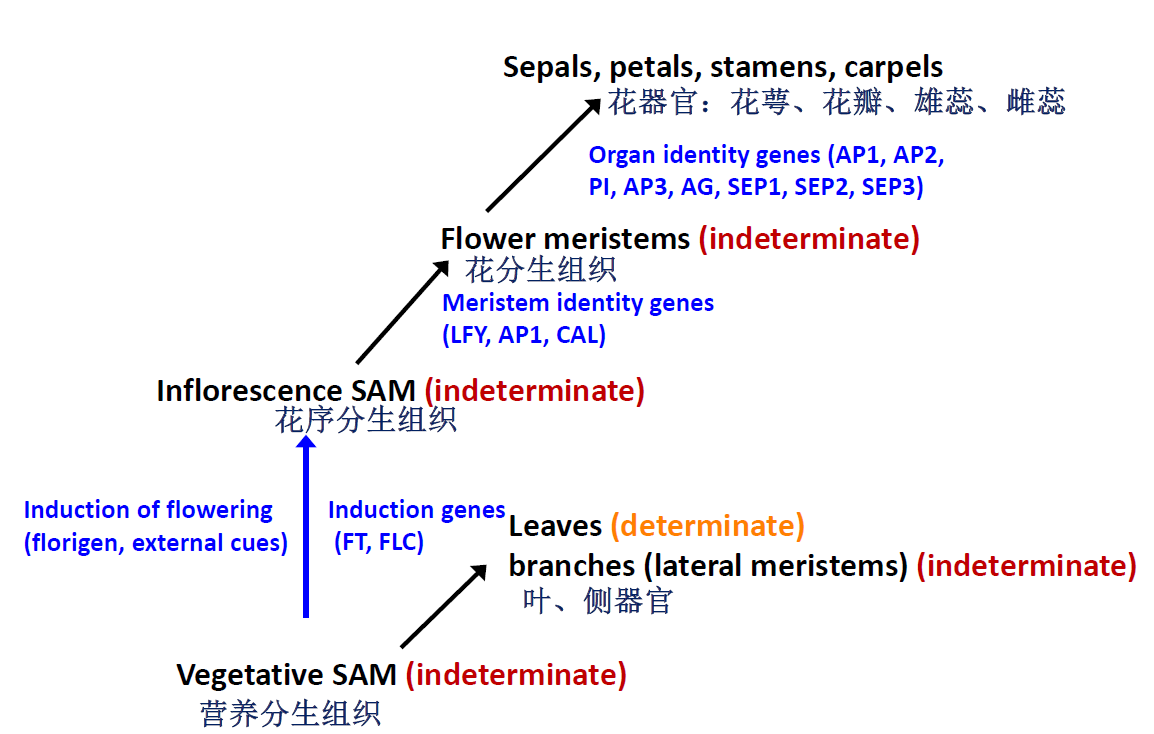 Sepals, petals, stamens, carpels
花器官：花萼、花瓣、雄蕊、雌蕊
Organ identity genes (AP1, AP2,
PI, AP3, AG, SEP1, SEP2, SEP3)
Flower meristems (indeterminate)
花分生组织
Meristem identity genes
(LFY, AP1, CAL)
Inflorescence SAM (indeterminate)
花序分生组织
Induction of flowering
(florigen, external cues)
Induction genes
(FT, FLC)
Leaves (determinate)
branches (lateral meristems) (indeterminate)
叶、侧器官
Vegetative SAM (indeterminate)
营养分生组织